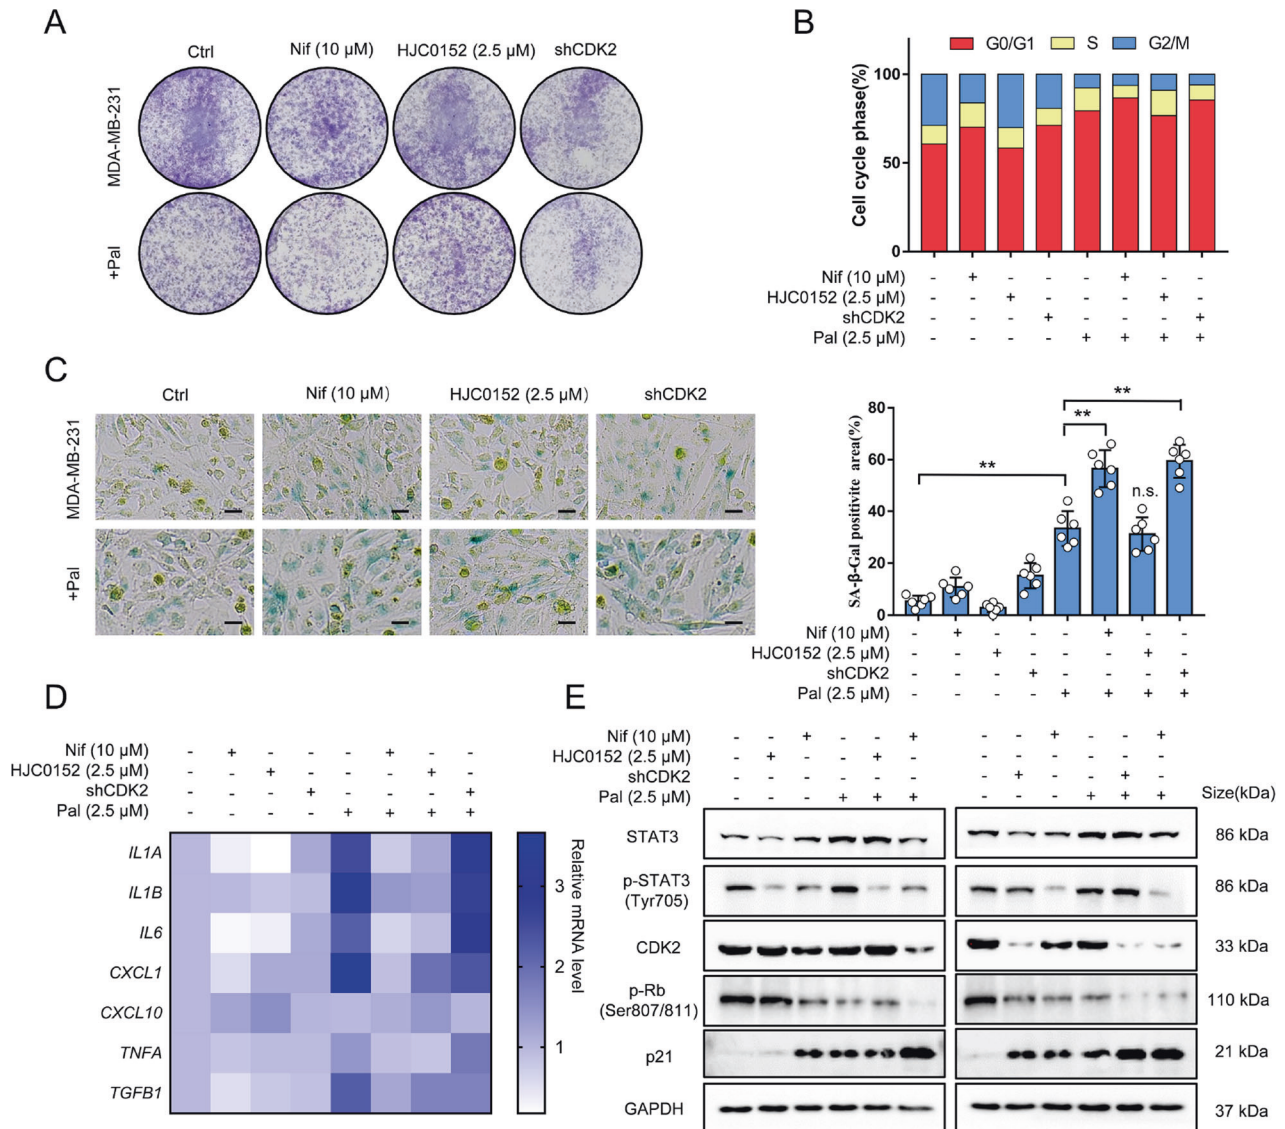 A
Ctrl
Nif (10 µM)
HJC0152 (2.5 µM)
shCDK2
MDA-MB-231
+Pal
B
G0/G1
S
G2/M
Cell cycle phase(%)
100
50
0
Nif (10 µM) - + - - - + - -
HJC0152 (2.5 µM) - - + - - - + -
shCDK2 - - - + - - - +
Pal (2.5 µM) - - - - + + + +
C
Ctrl
Nif (10 µM)
HJC0152 (2.5 µM)
shCDK2
MDA-MB-231
+Pal
SA-β-Gal positivite area(%)
80
60
40
20
0
**
**
**
n.s.
Nif (10 µM) - + - - - + - -
HJC0152 (2.5 µM) - - + - - - + -
shCDK2 - - - + - - - +
Pal (2.5 µM) - - - - + + + +
D
Nif (10 µM) - + - - - + - -
HJC0152 (2.5 µM) - - + - - - + -
shCDK2 - - - + - - - +
Pal (2.5 µM) - - - - + + + +
IL1A
IL1B
IL6
CXCL1
CXCL10
TNFA
TGFB1
3
2
1
Relative mRNA level
E
Nif (10 µM) - - + - - + - - + - - +
HJC0152 (2.5 µM) - + - - + - - - - - - -
shCDK2 - - - - - - - + - - + -
Pal (2.5 µM) - - - + + + - - - + + +
Size(kDa)
STAT3
86 kDa
p-STAT3
(Tyr705)
86 kDa
CDK2
33 kDa
p-Rb
(Ser807/811)
110 kDa
p21
21 kDa
GAPDH
37 kDa